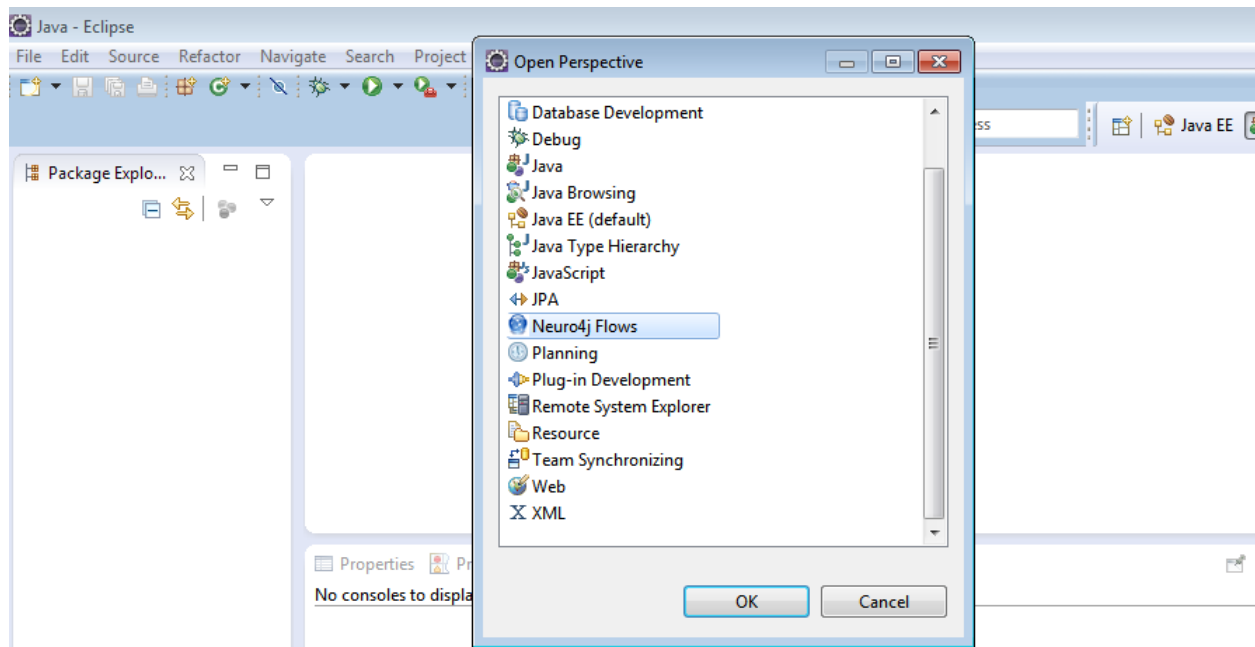 Java - Eclipse
File Edit Source Refactor Navigate Search Project
Open Perspective
Java EE
Package Explo...
Database Development
Debug
Java
Java Browsing
Java EE (default)
Java Type Hierarchy
JavaScript
JPA
Neuro4j Flows
Planning
Plug-in Development
Remote System Explorer
Resource
Team Synchronizing
Web
XML
Properties
No consoles to displa
OK Cancel